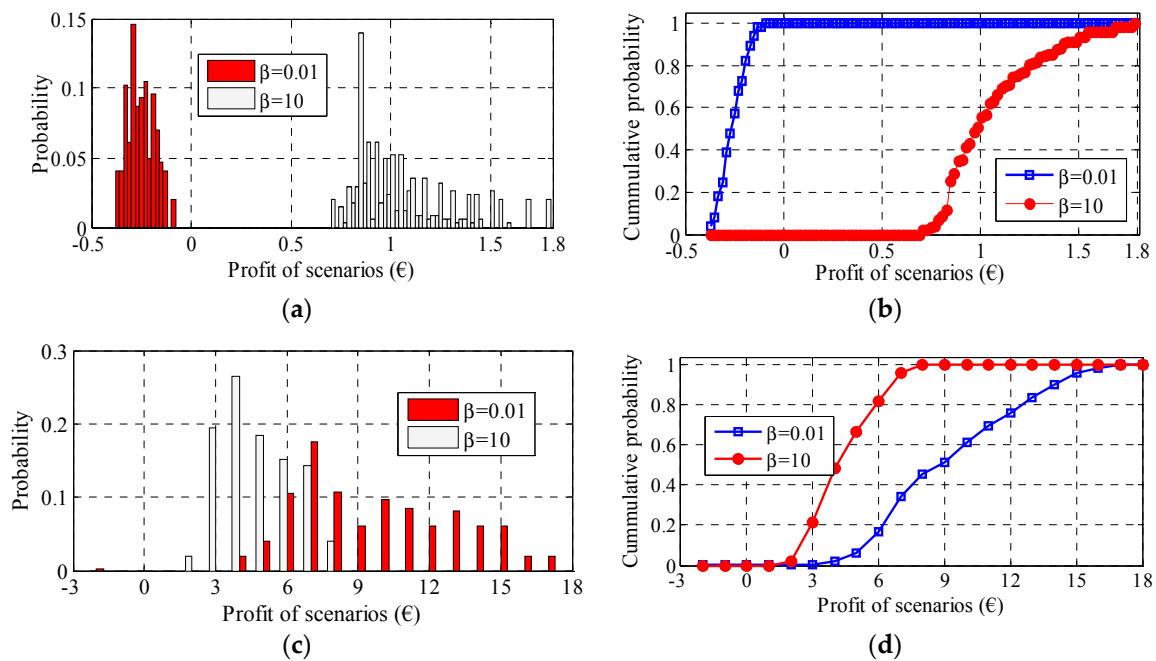 0.15
0.1
0.05
0
Probability
β=0.01
β=10
-0.5 0 0.5 1 1.5 1.8
Profit of scenarios (€)
(a)
1
0.8
0.6
0.4
0.2
0
Cummulative probability
β=0.01
β=10
-0.5 0 0.5 1 1.5 1.8
Profit of scenarios (€)
(b)
0.3
0.2
0.1
0
Probability
β=0.01
β=10
-3 0 3 6 9 12 15 18
Profit of scenarios (€)
(c)
1
0.8
0.6
0.4
0.2
0
Cummulative probability
β=0.01
β=10
-3 0 3 6 9 12 15 18
Profit of scenarios (€)
(d)